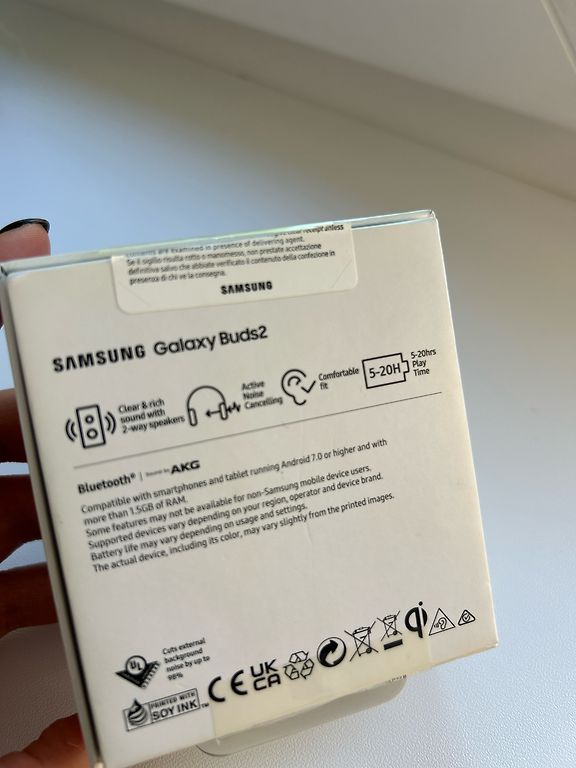 receipt unless
contents are examined in presence of delivering agent.
Se il sigillo risulta rotto o manomesso, non prestate accettazione
definitiva salvo che abbiate verificato il contenuto della confezione in
presenza di chi ve la consegna.
SAMSUNG
SAMSUNG Galaxy Buds2
Clear & rich
sound with
2-way speakers
Active
Noise
Cancelling
Comfortable
fit
5-20H
5-20hrs
Play
Time
Bluetooth® | Sound by AKG
Compatible with smartphones and tablet running Android 7.0 or higher and with
more than 1.5GB of RAM.
Some features may not be available for non-Samsung mobile device users.
Supported devices vary depending on your region, operator and device brand.
Battery life may vary depending on usage and settings.
The actual device, including its color, may vary slightly from the printed images.
UL
Cuts external
background
noise by up to
98%
PRINTED WITH
SOY INK™
CE
UK
CA
qi